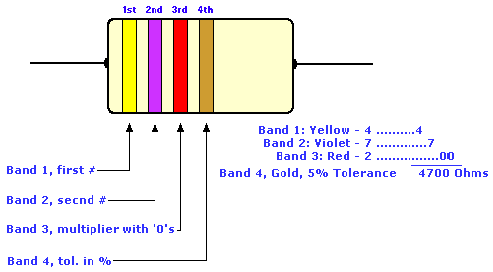 1st 2nd 3rd 4th
Band 1: Yellow - 4 ..........4
Band 2: Violet - 7 .............7
Band 3: Red - 2 ................00
Band 4, Gold, 5% Tolerance 4700 Ohms
Band 1, first #
Band 2, secnd #
Band 3, multiplier with '0's
Band 4, tol. in %